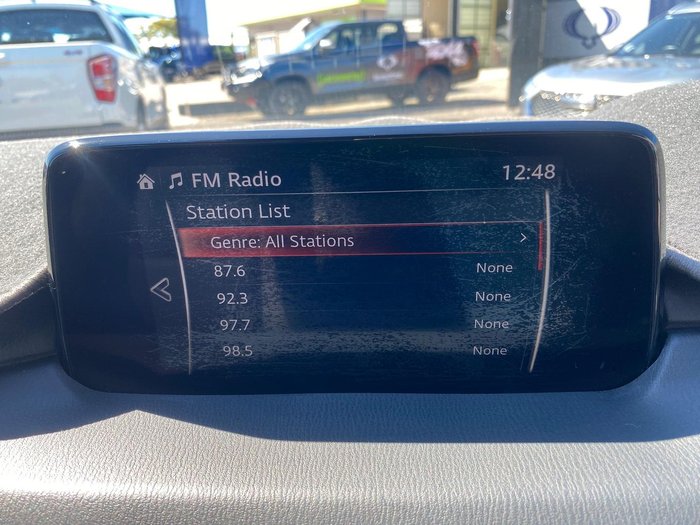 FM Radio 12:48
Station List
Genre: All Stations >
87.6 None
92.3 None
97.7 None
98.5 None